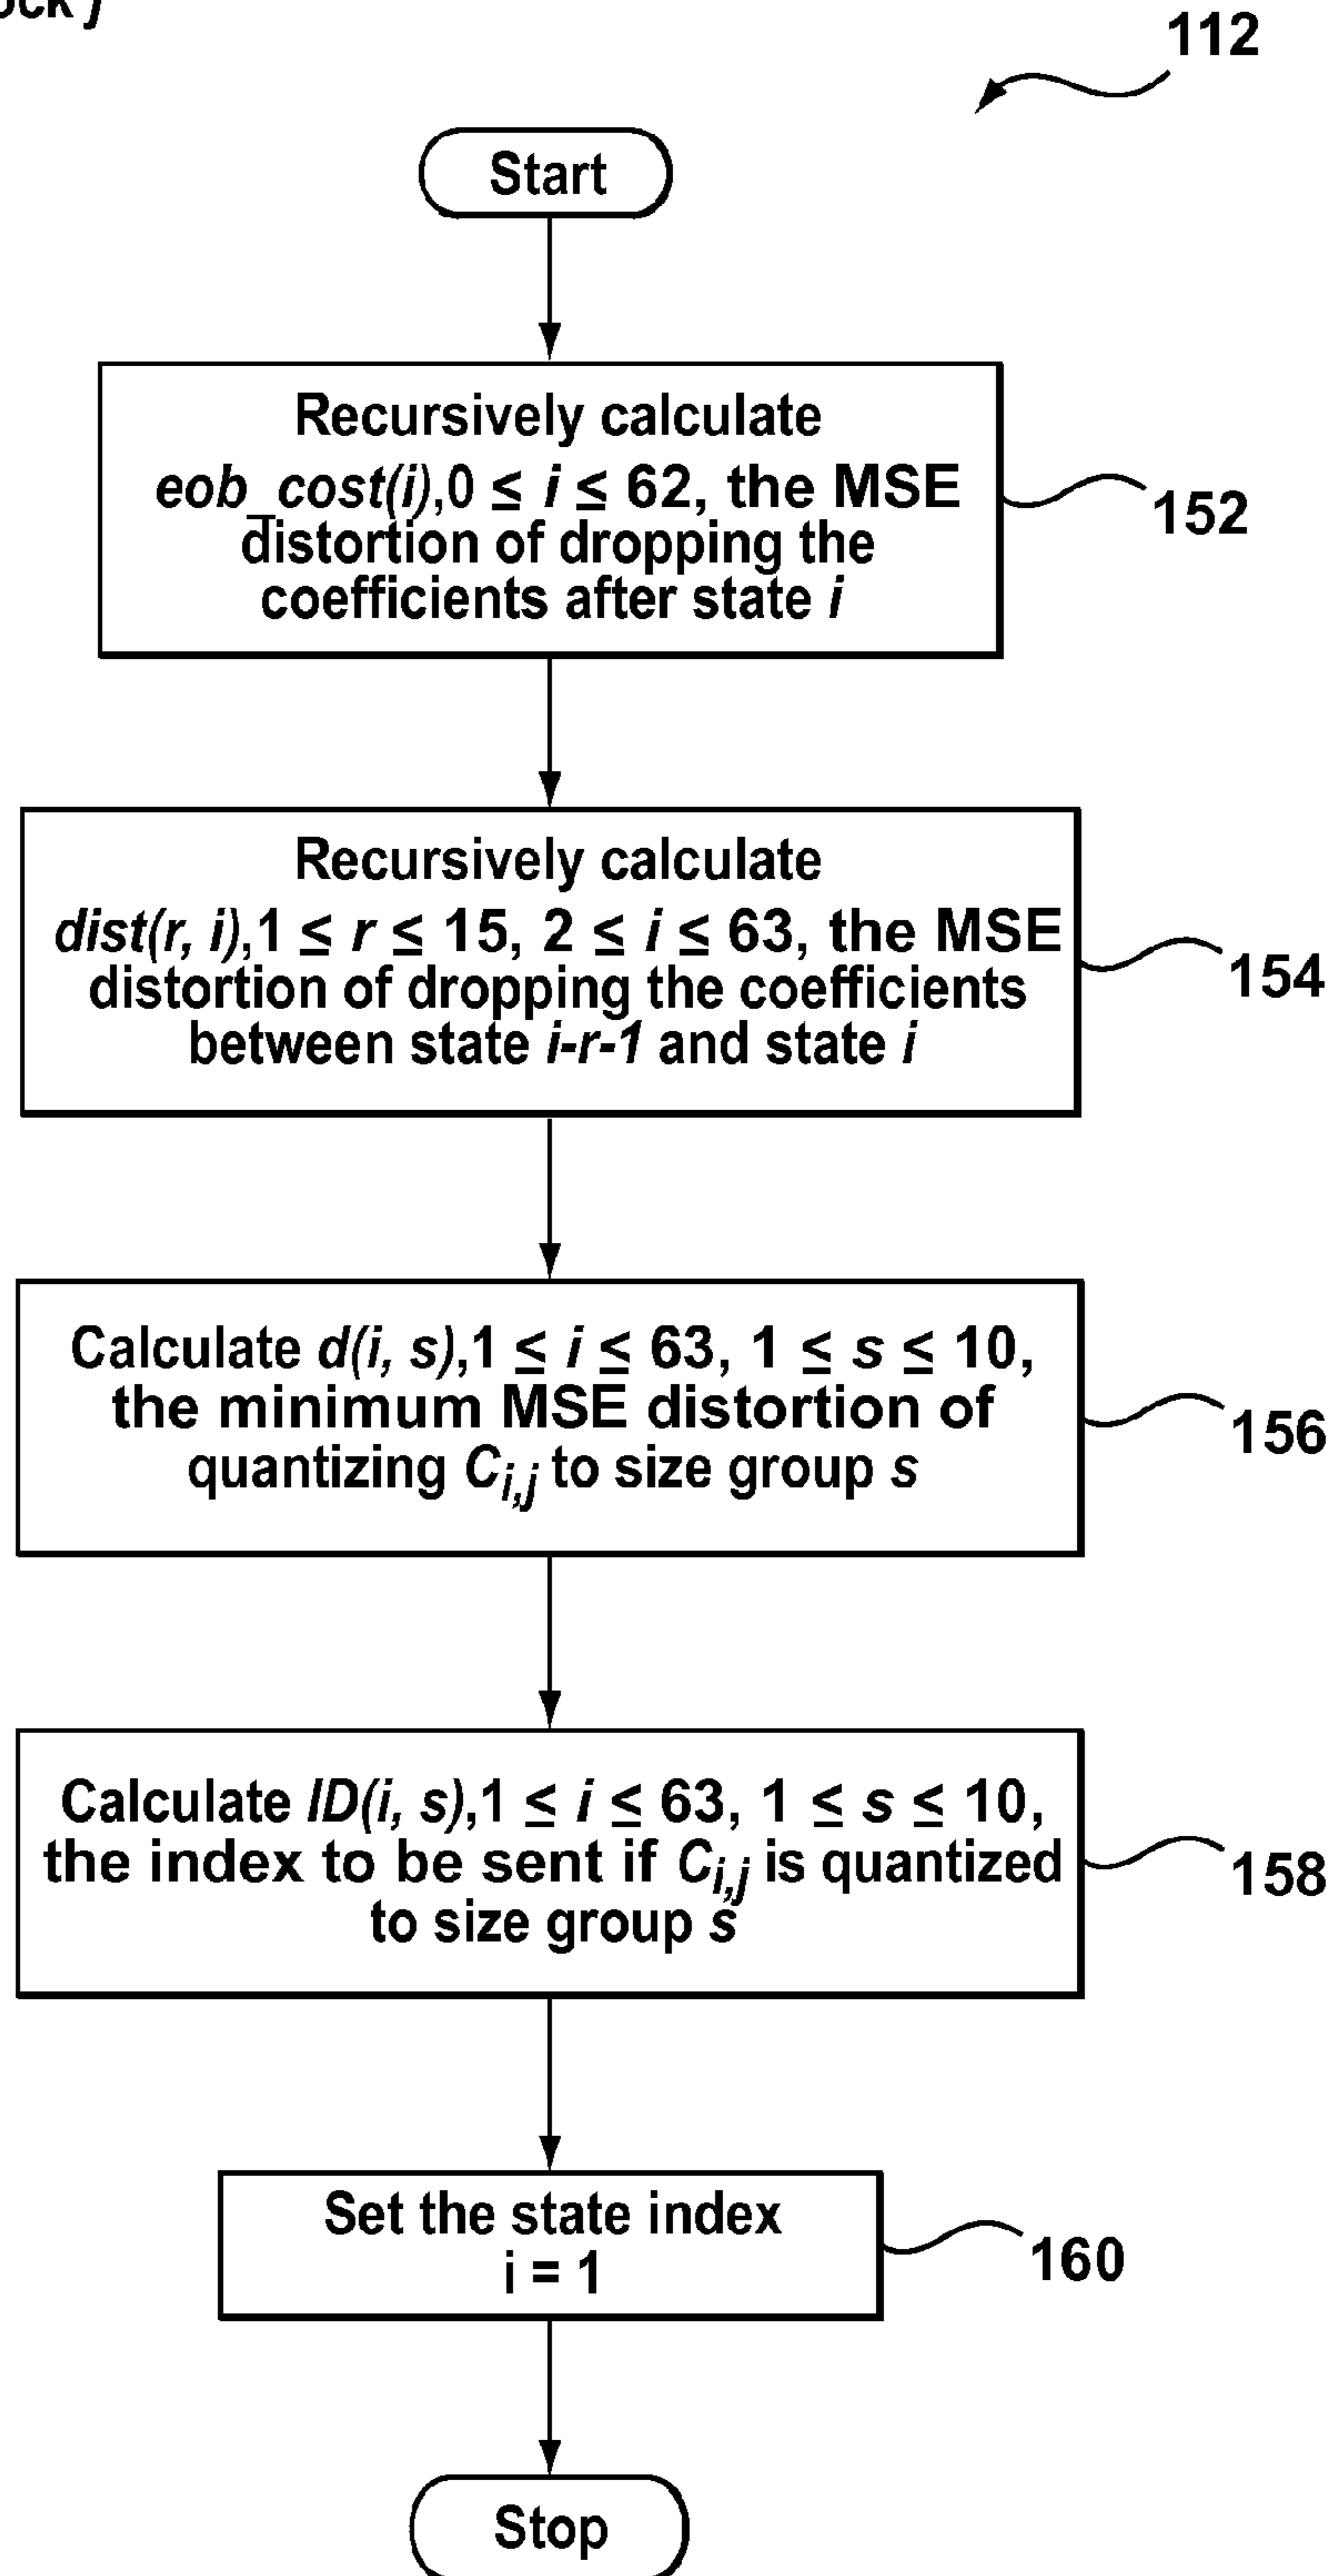 j
112
Start
Recursively calculate
eob_cost(i),0 ≤ i ≤ 62, the MSE
distortion of dropping the
coefficients after state i
152
Recursively calculate
dist(r, i),1 ≤ r ≤ 15, 2 ≤ i ≤ 63, the MSE
distortion of dropping the coefficients
between state i-r-1 and state i
154
Calculate d(i, s),1 ≤ i ≤ 63, 1 ≤ s ≤ 10,
the minimum MSE distortion of
quantizing Ci,j to size group s
156
Calculate ID(i, s),1 ≤ i ≤ 63, 1 ≤ s ≤ 10,
the index to be sent if Ci,j is quantized
to size group s
158
Set the state index
i = 1
160
Stop